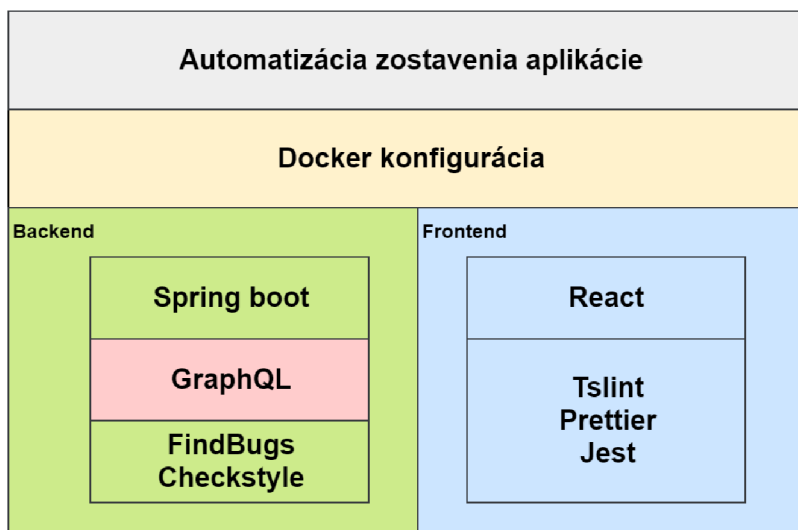 Automatizácia zostavenia aplikácie
Docker konfigurácia
Backend
Spring boot
GraphQL
FindBugs
Checkstyle
Frontend
React
Tslint
Prettier
Jest